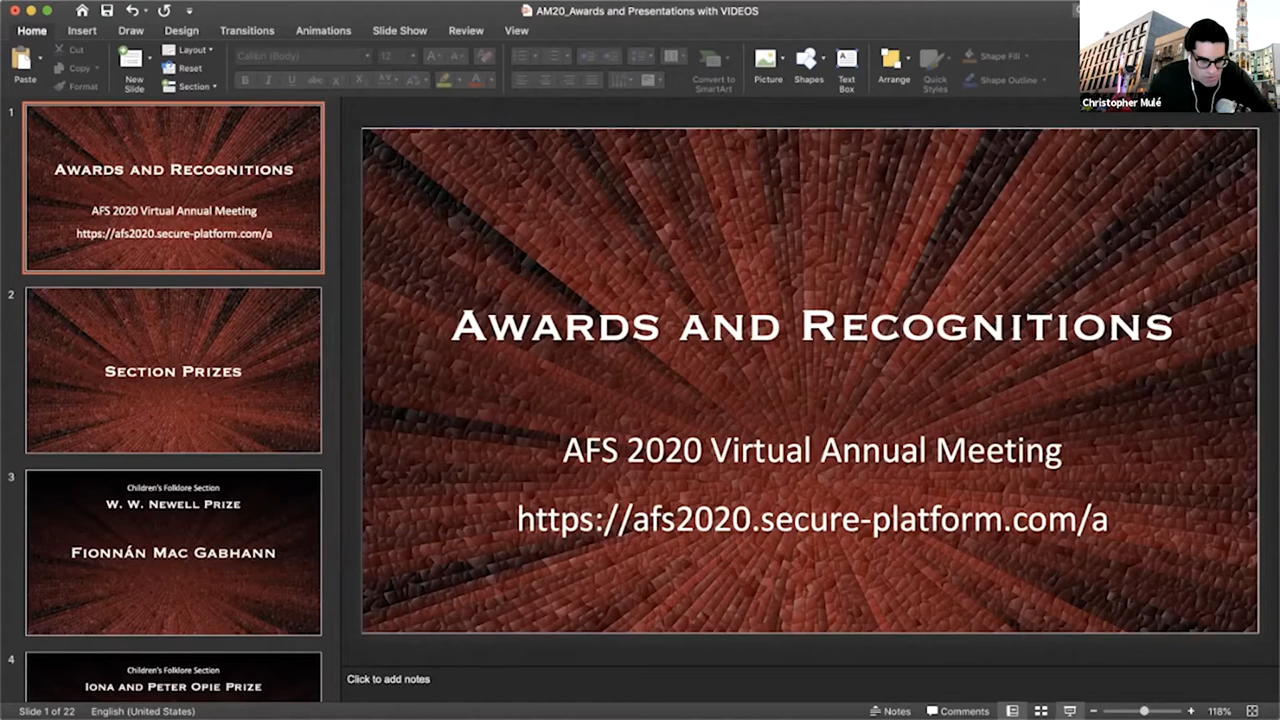 AM20_Awards and Presentations with VIDEOS
Home Insert Draw Design Transitions Animations Slide Show Review View
Paste
Cut
Copy
Format
New Slide
Layout
Reset
Section
Calibri (Body) 12
Convert to SmartArt
Picture
Shapes
Text Box
Arrange
Quick Styles
Shape Fill
Shape Outline
Christopher Mulé
1
Awards and Recognitions
AFS 2020 Virtual Annual Meeting
https://afs2020.secure-platform.com/a
2
Section Prizes
3
Children's Folklore Section
W. W. Newell Prize
Fionnán Mac Gabhann
4
Children's Folklore Section
Iona and Peter Opie Prize
Awards and Recognitions
AFS 2020 Virtual Annual Meeting
https://afs2020.secure-platform.com/a
Click to add notes
Slide 1 of 22 English (United States) Notes Comments 118%